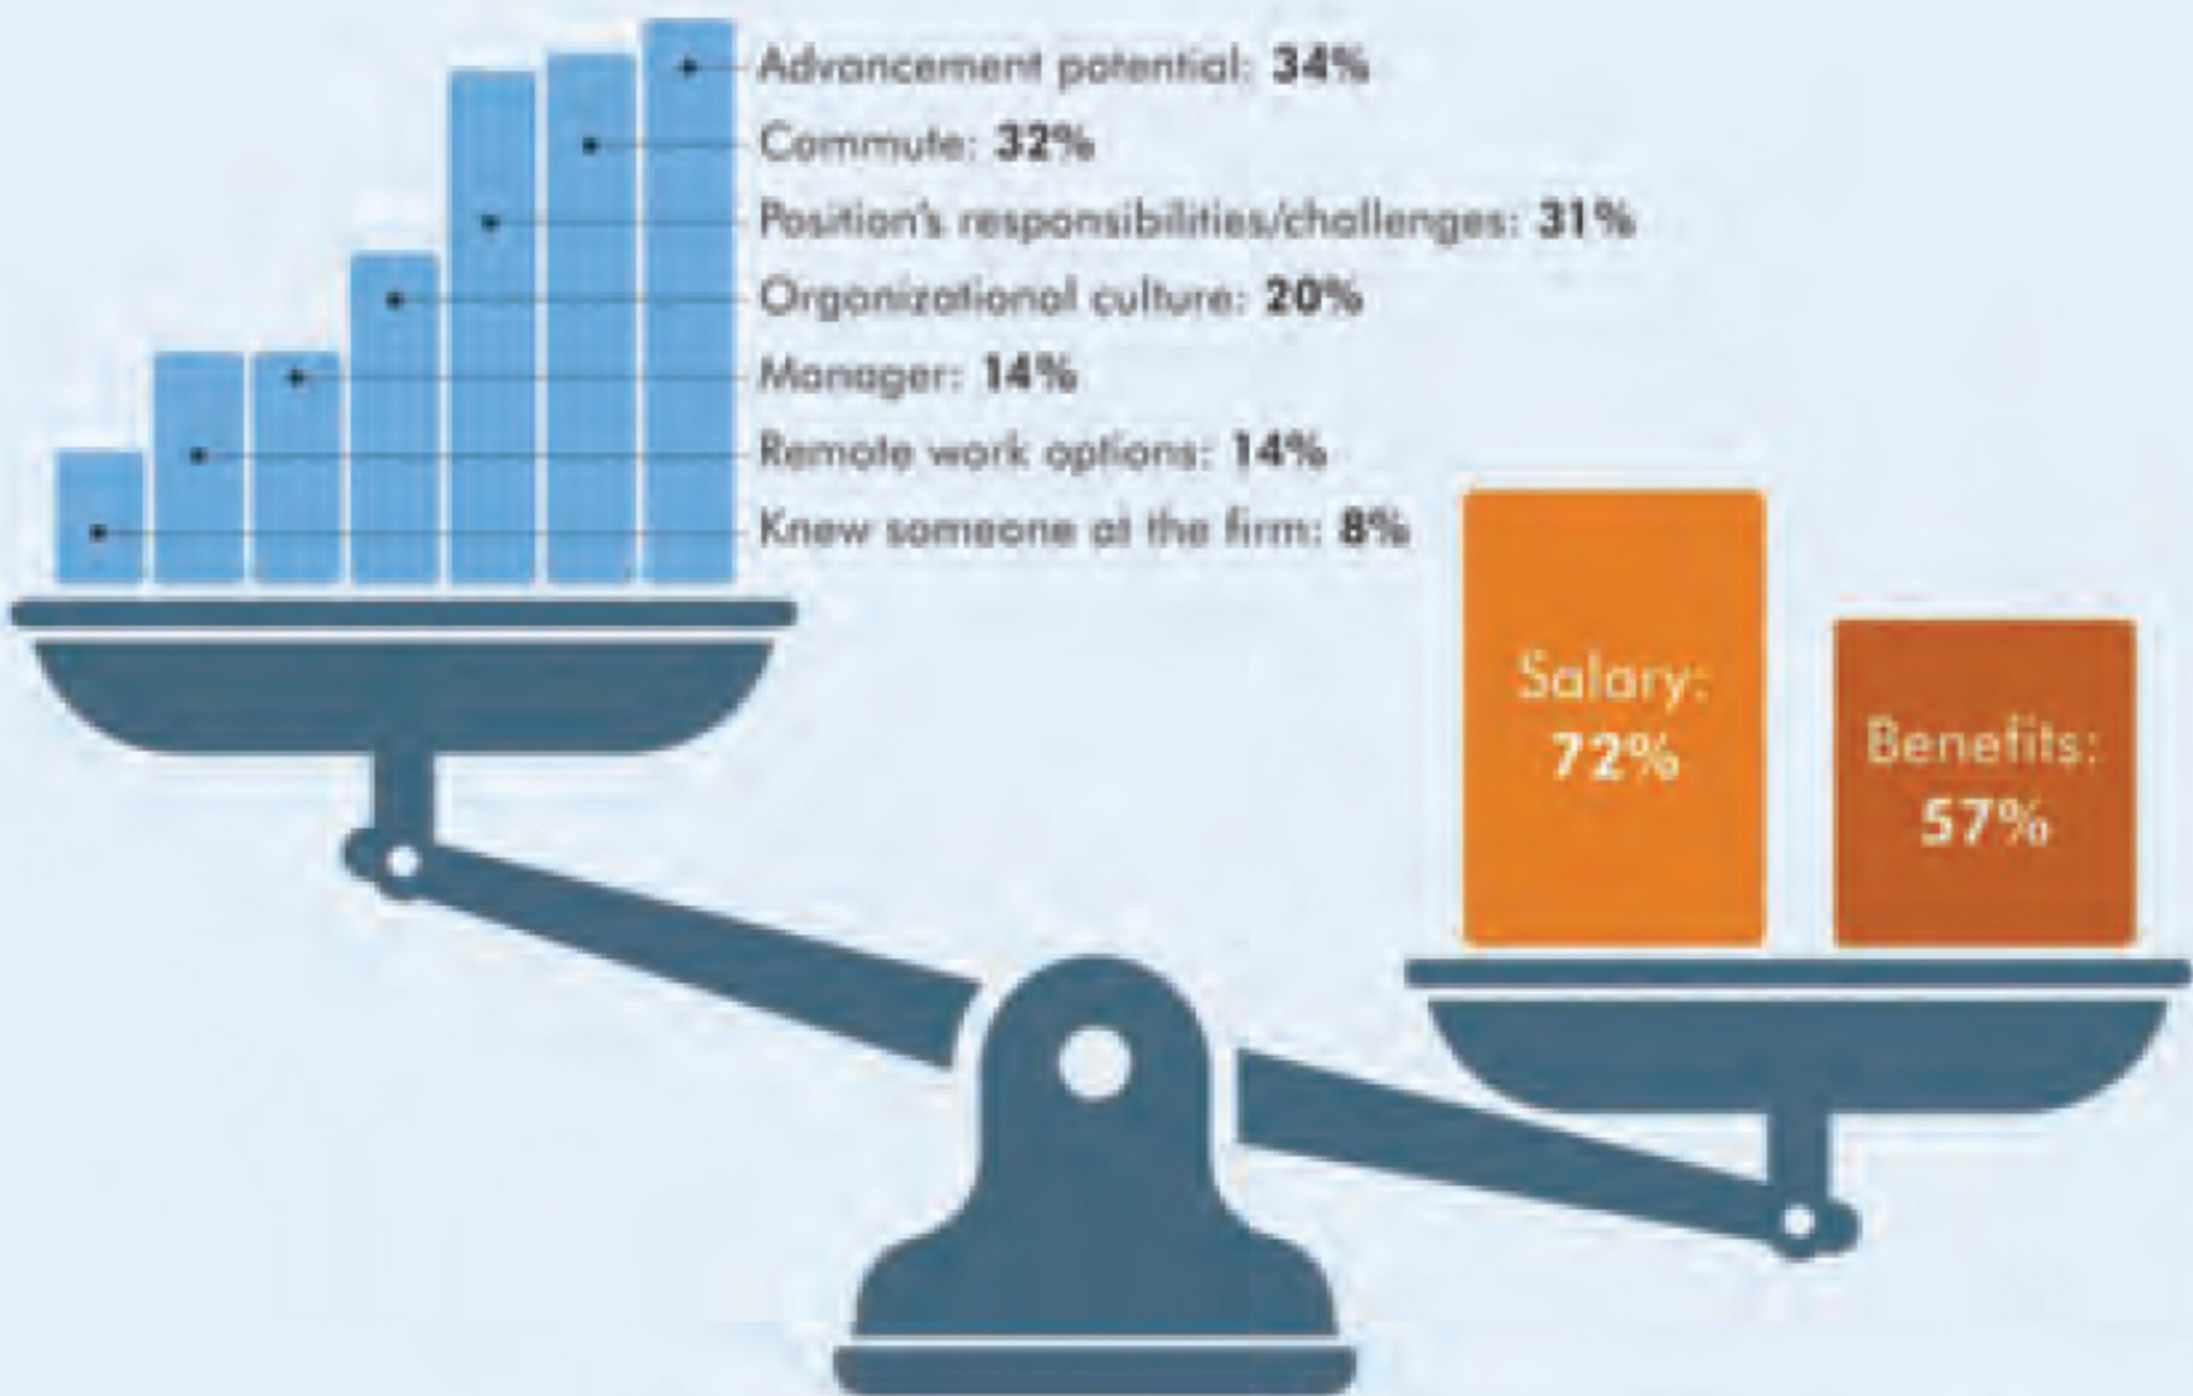 Advancement potential: 34%
Commute: 32%
Position's responsibilities/challenges: 31%
Organizational culture: 20%
Manager: 14%
Remote work options: 14%
Knew someone at the firm: 8%
Salary:
72%
Benefits:
57%